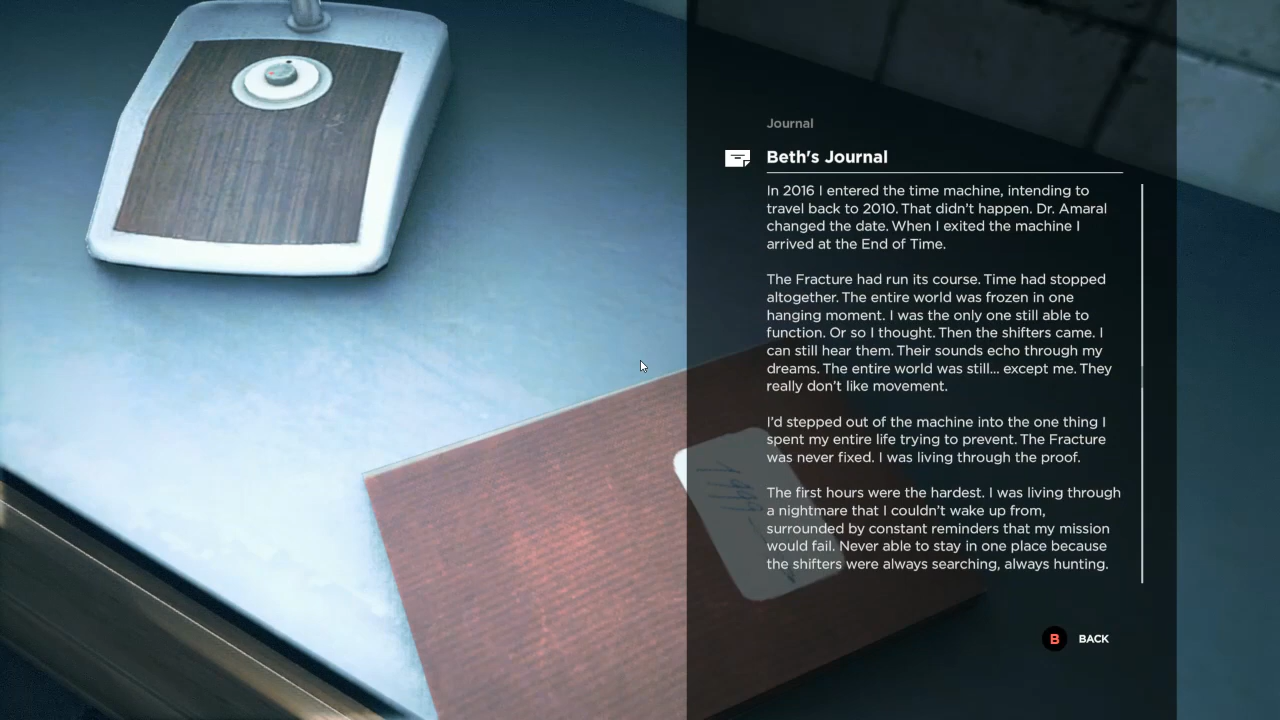 Journal
Beth's Journal
In 2016 I entered the time machine, intending to
travel back to 2010. That didn't happen. Dr. Amaral
changed the date. When I exited the machine I
arrived at the End of Time.
The Fracture had run its course. Time had stopped
altogether. The entire world was frozen in one
hanging moment. I was the only one still able to
function. Or so I thought. Then the shifters came. I
can still hear them. Their sounds echo through my
dreams. The entire world was still... except me. They
really don't like movement.
I'd stepped out of the machine into the one thing I
spent my entire life trying to prevent. The Fracture
was never fixed. I was living through the proof.
The first hours were the hardest. I was living through
a nightmare that I couldn't wake up from,
surrounded by constant reminders that my mission
would fail. Never able to stay in one place because
the shifters were always searching, always hunting.
B BACK